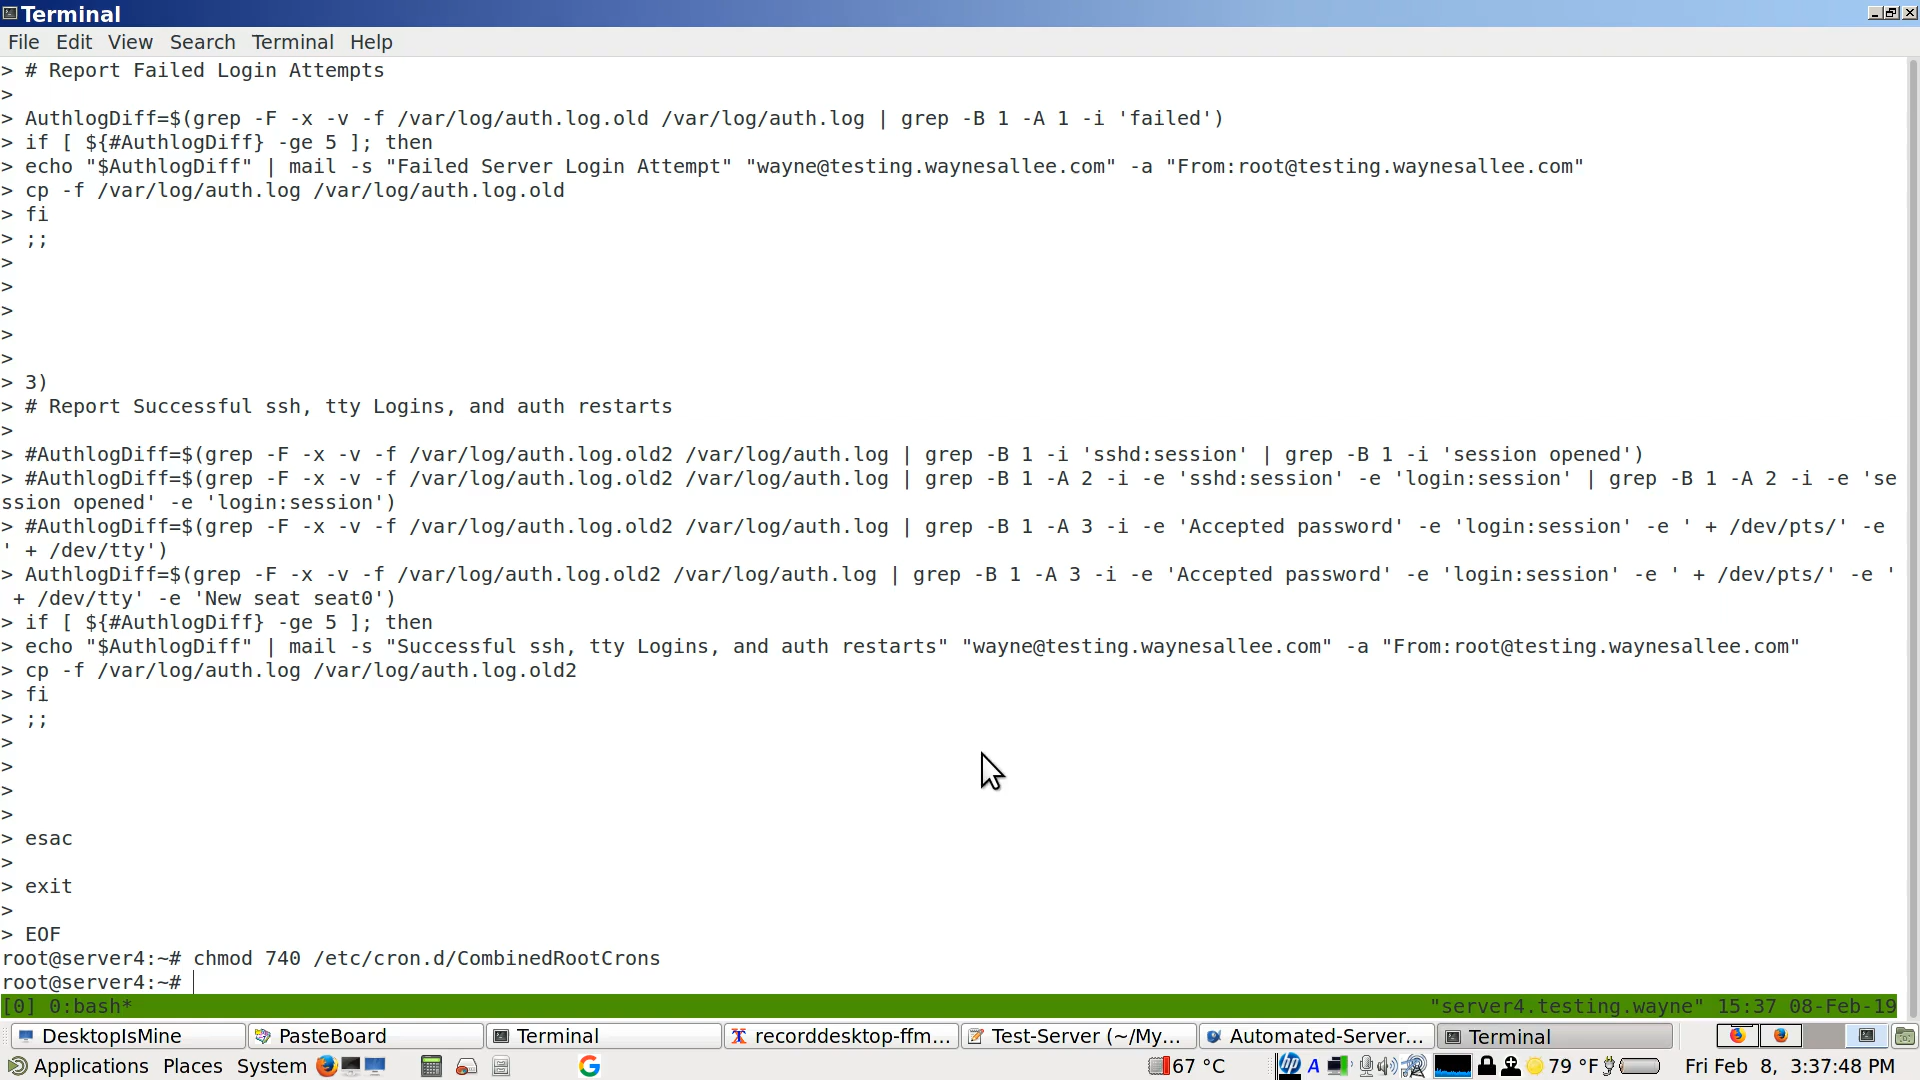 Terminal
File Edit View Search Terminal Help
> # Report Failed Login Attempts
>
> AuthlogDiff=$(grep -F -x -v -f /var/log/auth.log.old /var/log/auth.log | grep -B 1 -A 1 -i 'failed')
> if [ ${#AuthlogDiff} -ge 5 ]; then
> echo "$AuthlogDiff" | mail -s "Failed Server Login Attempt" "wayne@testing.waynesallee.com" -a "From:root@testing.waynesallee.com"
> cp -f /var/log/auth.log /var/log/auth.log.old
> fi
> ;;
>
>
>
>
>
> 3)
> # Report Successful ssh, tty Logins, and auth restarts
>
> #AuthlogDiff=$(grep -F -x -v -f /var/log/auth.log.old2 /var/log/auth.log | grep -B 1 -i 'sshd:session' | grep -B 1 -i 'session opened')
> #AuthlogDiff=$(grep -F -x -v -f /var/log/auth.log.old2 /var/log/auth.log | grep -B 1 -A 2 -i -e 'sshd:session' -e 'login:session' | grep -B 1 -A 2 -i -e 'se
ssion opened' -e 'login:session')
> #AuthlogDiff=$(grep -F -x -v -f /var/log/auth.log.old2 /var/log/auth.log | grep -B 1 -A 3 -i -e 'Accepted password' -e 'login:session' -e ' + /dev/pts/' -e
' + /dev/tty')
> AuthlogDiff=$(grep -F -x -v -f /var/log/auth.log.old2 /var/log/auth.log | grep -B 1 -A 3 -i -e 'Accepted password' -e 'login:session' -e ' + /dev/pts/' -e '
 + /dev/tty' -e 'New seat seat0')
> if [ ${#AuthlogDiff} -ge 5 ]; then
> echo "$AuthlogDiff" | mail -s "Successful ssh, tty Logins, and auth restarts" "wayne@testing.waynesallee.com" -a "From:root@testing.waynesallee.com"
> cp -f /var/log/auth.log /var/log/auth.log.old2
> fi
> ;;
>
>
>
>
> esac
>
> exit
>
> EOF
root@server4:~# chmod 740 /etc/cron.d/CombinedRootCrons
root@server4:~#
[0] 0:bash* "server4.testing.wayne" 15:37 08-Feb-19
DesktopIsMine PasteBoard Terminal recorddesktop-ffm... Test-Server (~/My... Automated-Server... Terminal
Applications Places System G 67 °C hp A 79 °F Fri Feb 8, 3:37:48 PM